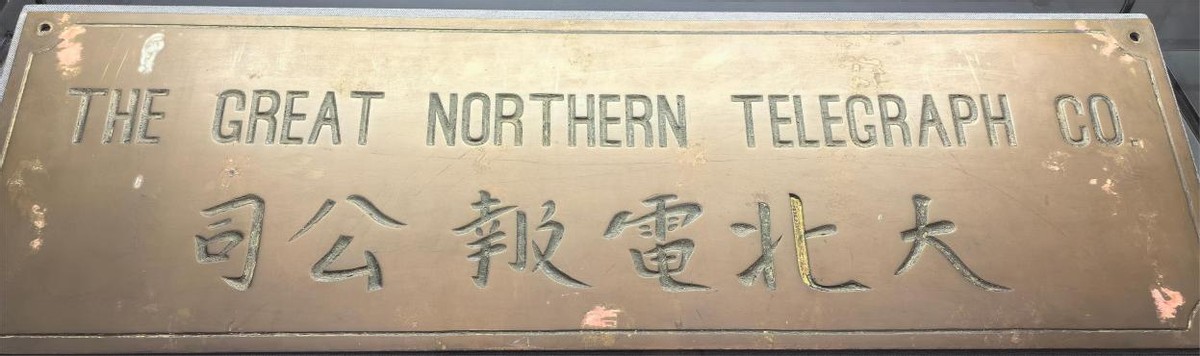 THE GREAT NORTHERN TELEGRAPH CO.
大北電報公司